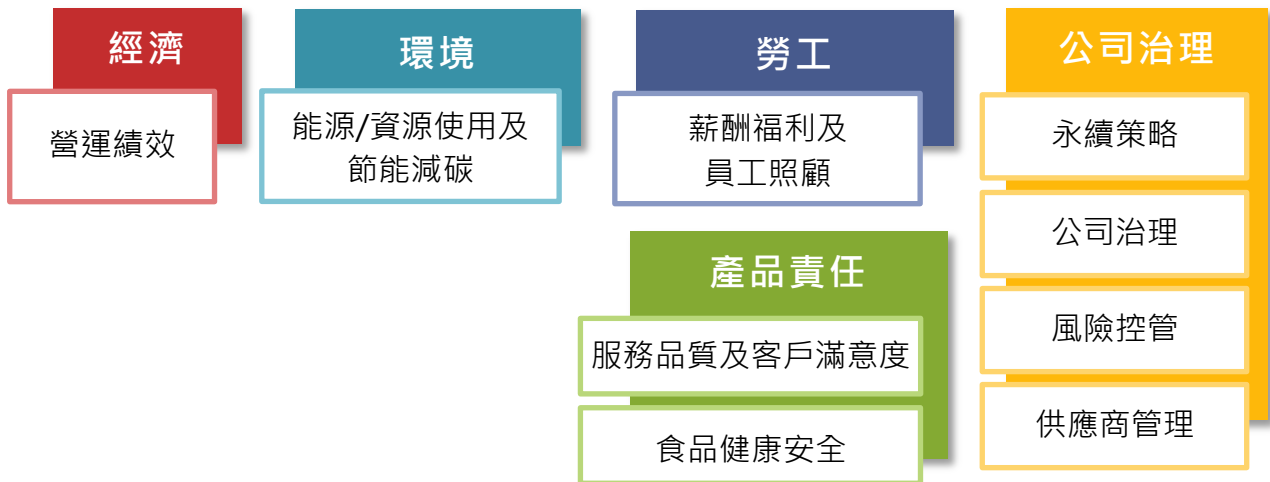 經濟
營運績效
環境
能源/資源使用及
節能減碳
勞工
薪酬福利及
員工照顧
產品責任
服務品質及客戶滿意度
食品健康安全
公司治理
永續策略
公司治理
風險控管
供應商管理